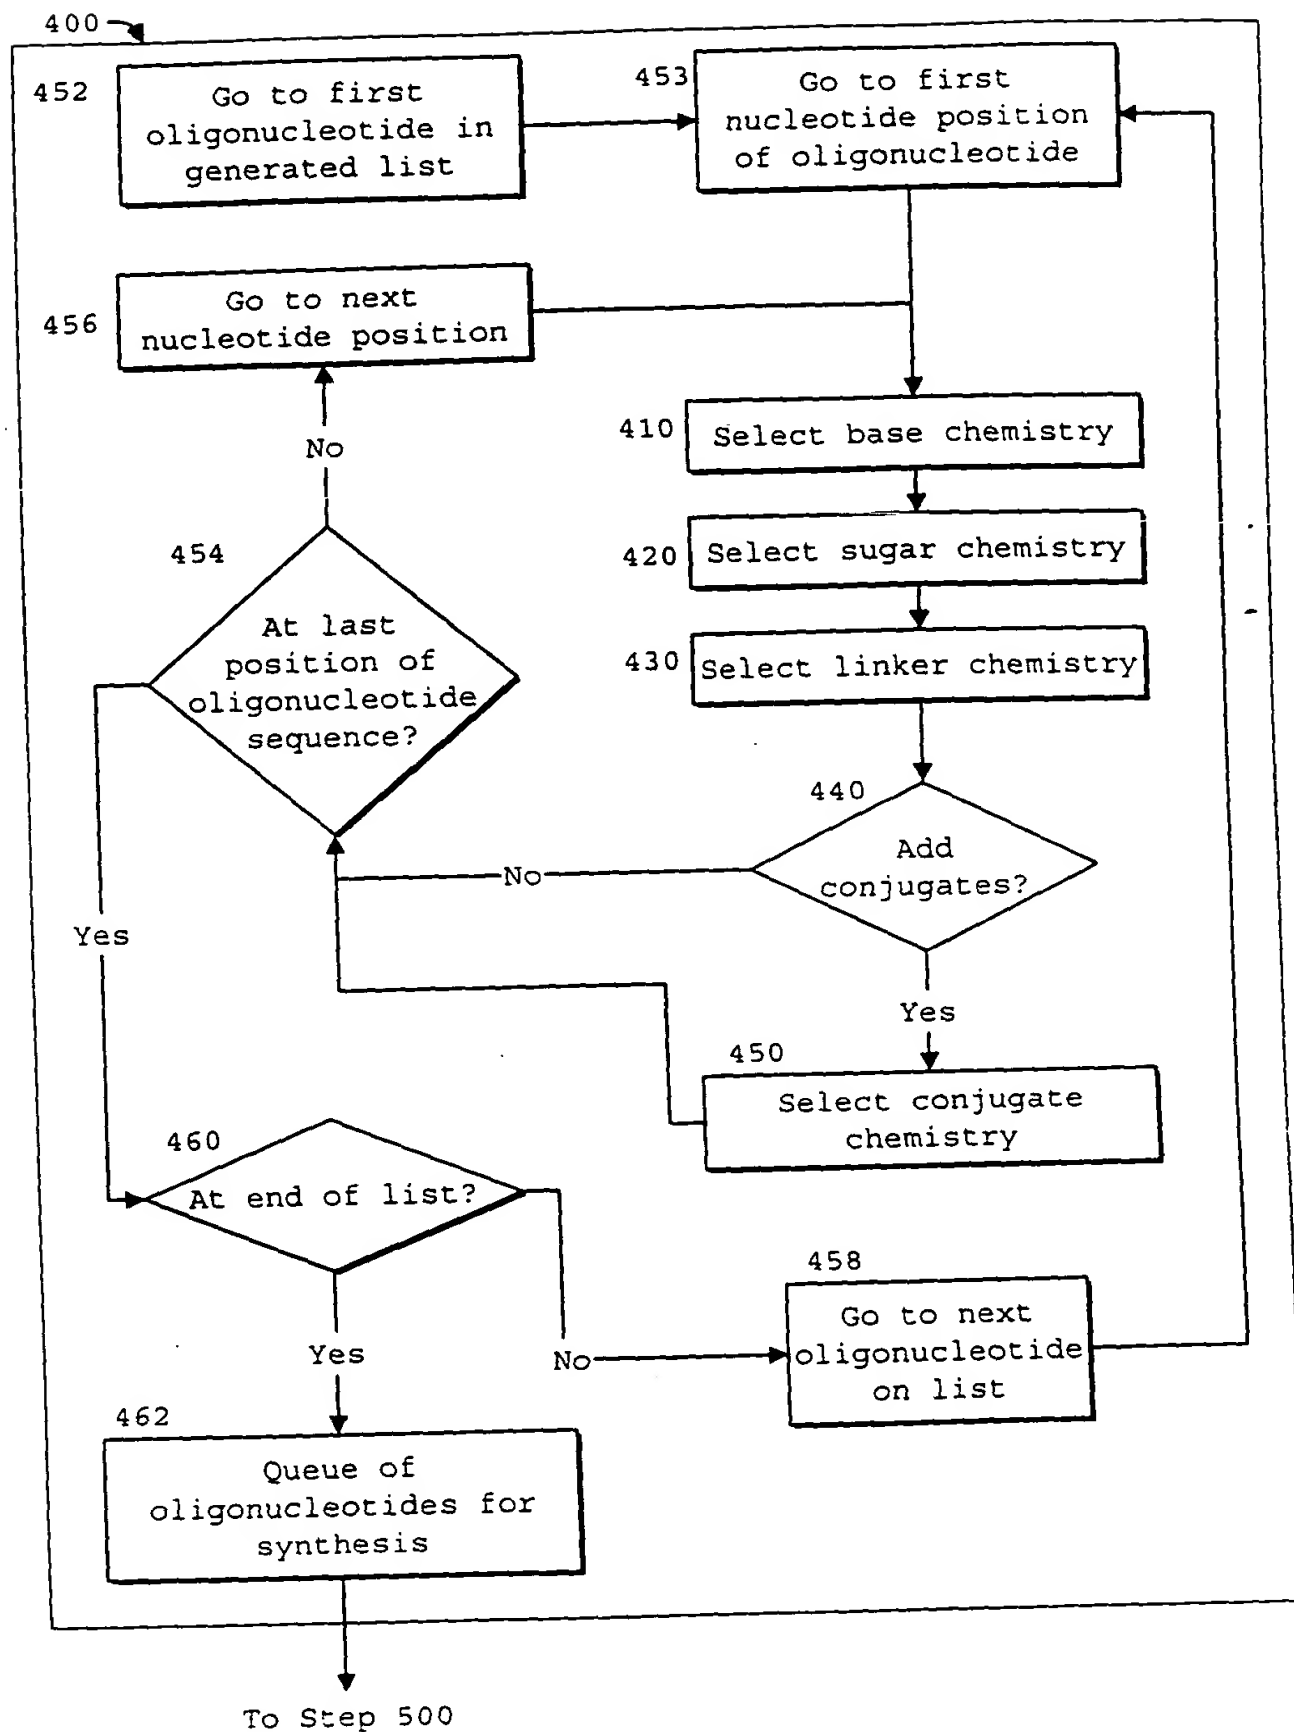 400
452
Go to first
oligonucleotide in
generated list
453
Go to first
nucleotide position
of oligonucleotide
456
Go to next
nucleotide position
No
410
Select base chemistry
420
Select sugar chemistry
430
Select linker chemistry
454
At last
position of
oligonucleotide
sequence?
440
Add
conjugates?
No
Yes
Yes
450
Select conjugate
chemistry
460
At end of list?
458
Go to next
oligonucleotide
on list
Yes
No
462
Queue of
oligonucleotides for
synthesis
To Step 500